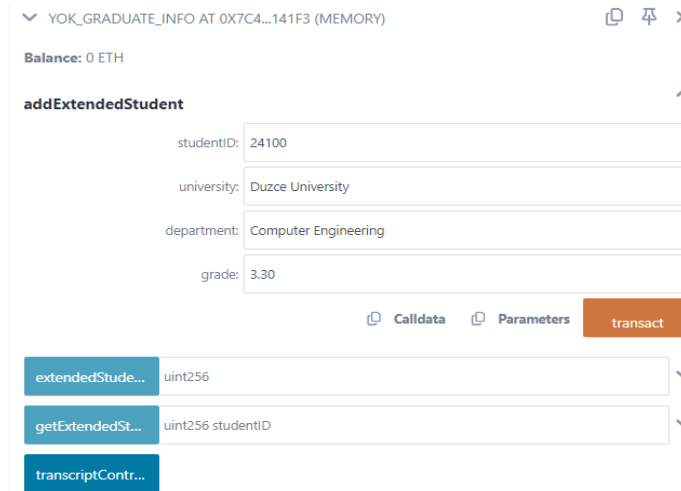 YOK_GRADUATE_INFO AT 0X7C4...141F3 (MEMORY)
Balance: 0 ETH
addExtendedStudent
studentID: 24100
university: Duzce University
department: Computer Engineering
grade: 3.30
Calldata Parameters transact
extendedStude... uint256
getExtendedSt... uint256 studentID
transcriptContr...